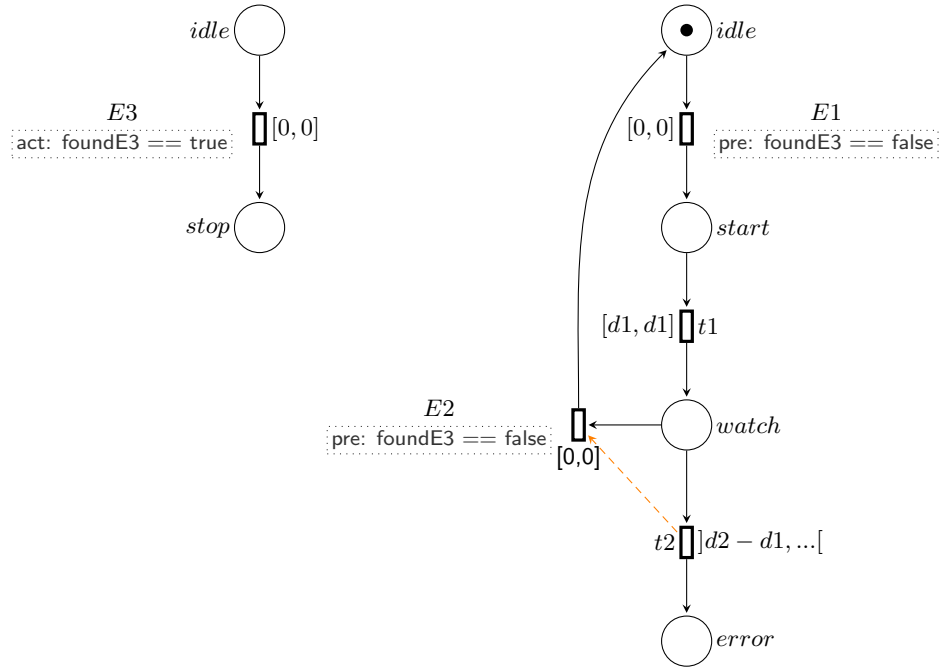 idle
E3
[0, 0]
act: foundE3 == true
stop
idle
E1
[0, 0]
pre: foundE3 == false
start
[d1, d1] t1
watch
E2
pre: foundE3 == false
[0,0]
t2 ]d2 − d1, ...[
error